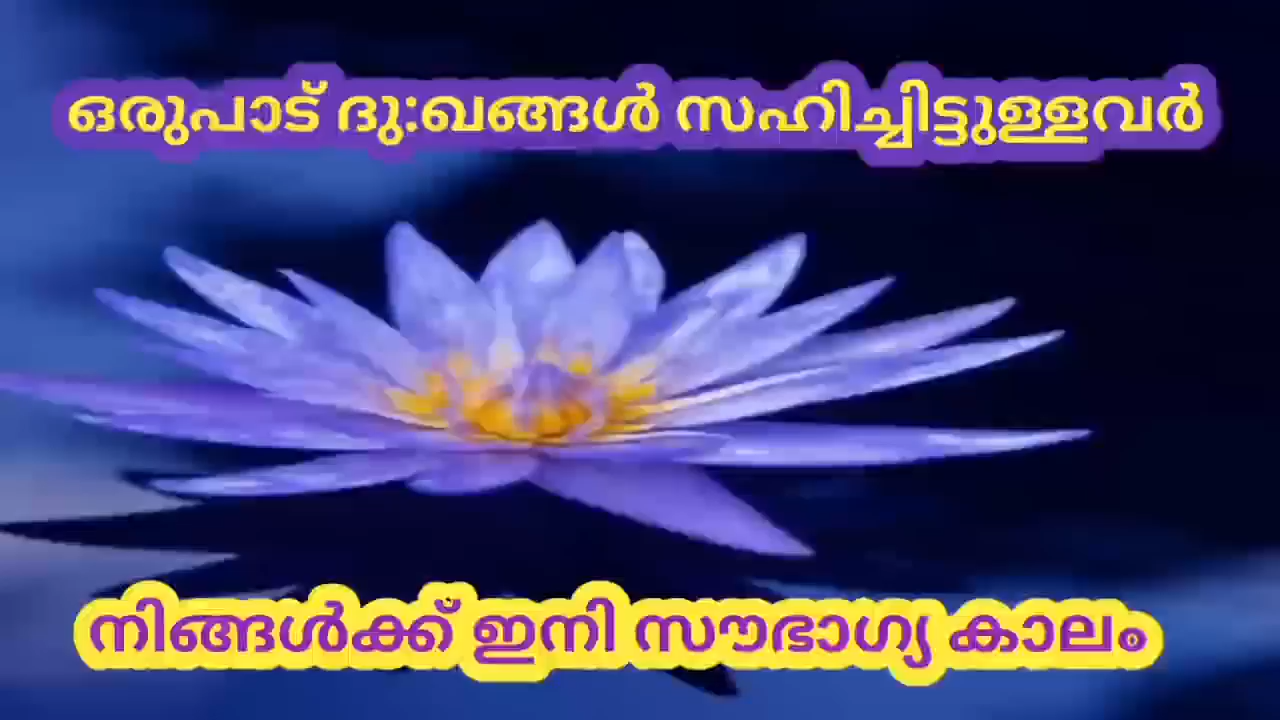 ഒരുപാട് ദു:ഖങ്ങൾ സഹിച്ചിട്ടുള്ളവർ
നിങ്ങൾക്ക് ഇനി സൗഭാഗ്യ കാലം